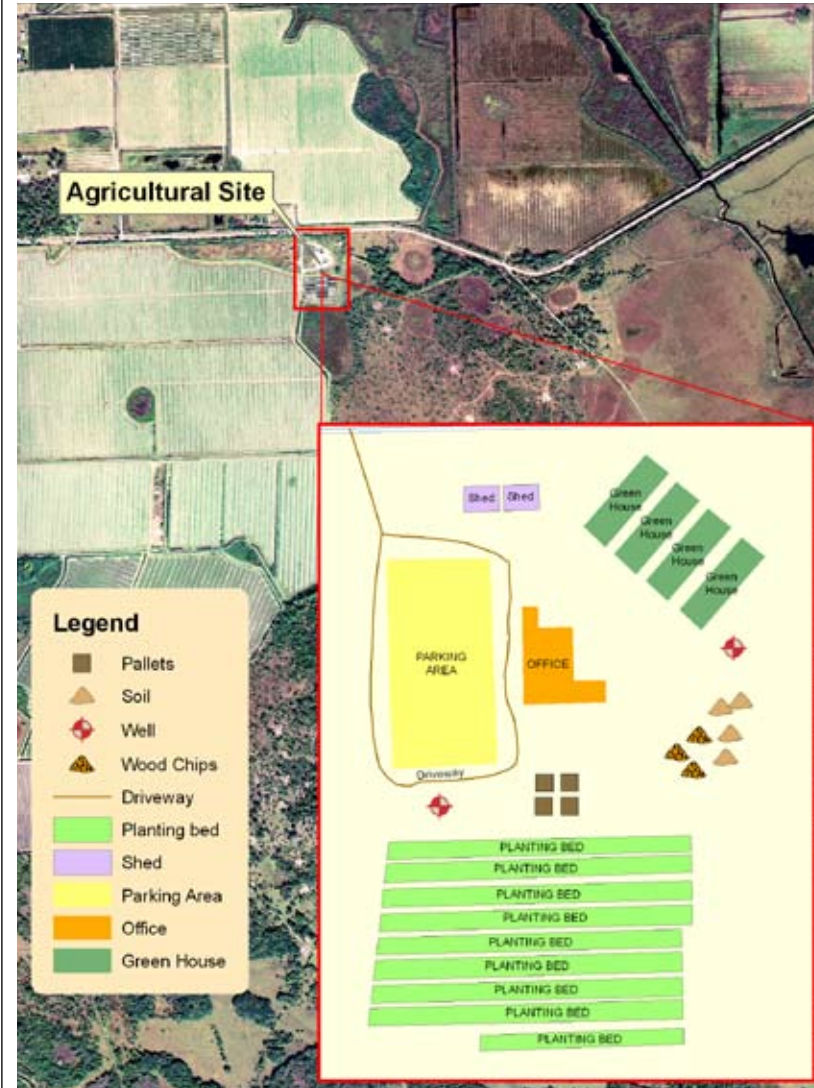 Agricultural Site
Shed
Shed
Green
House
Green
House
Green
House
Green
House
PARKING
AREA
OFFICE
Driveway
PLANTING BED
PLANTING BED
PLANTING BED
PLANTING BED
PLANTING BED
PLANTING BED
PLANTING BED
PLANTING BED
PLANTING BED
Legend
Pallets
Soil
Well
Wood Chips
Driveway
Planting bed
Shed
Parking Area
Office
Green House